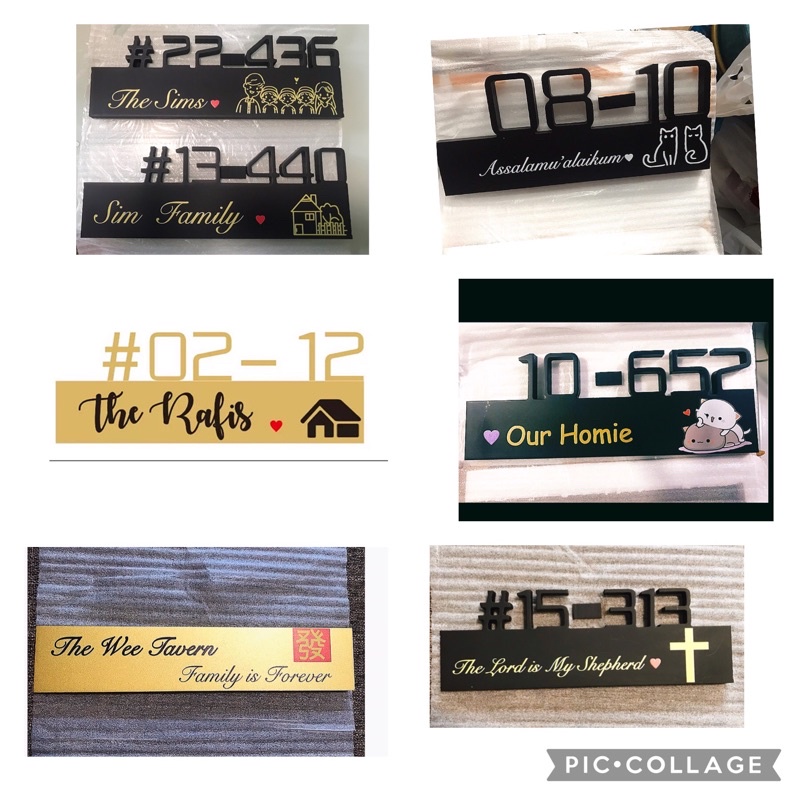 #22-436
The Sims
#13-440
Sim Family
08-10
Assalamu'alaikum
#02-12
The Rafis
10-652
Our Homie
The Wee Tavern
發
Family is Forever
#15-313
The Lord is My Shepherd
PIC•COLLAGE